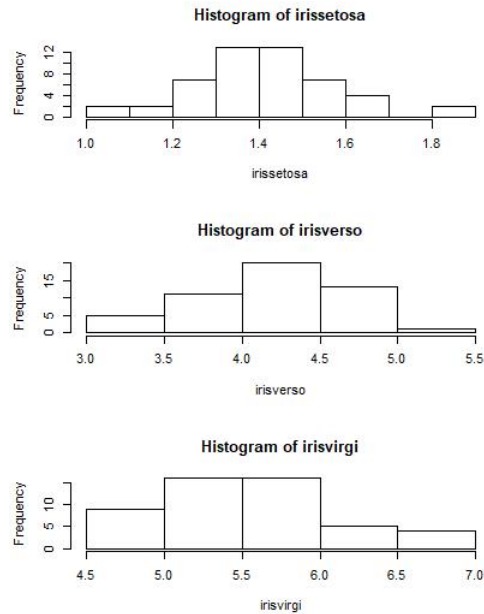 Histogram of irissetosa
Frequency
0 4 8 12
1.0 1.2 1.4 1.6 1.8
irissetosa
Histogram of irisverso
Frequency
0 5 15
3.0 3.5 4.0 4.5 5.0 5.5
irisverso
Histogram of irisvirgi
Frequency
0 5 10
4.5 5.0 5.5 6.0 6.5 7.0
irisvirgi